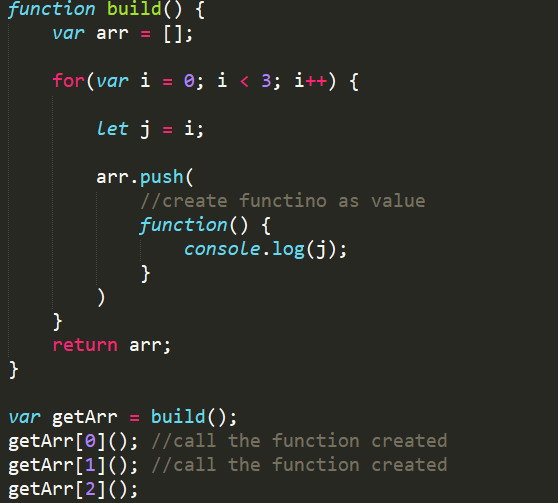 function build() {
    var arr = [];
    for(var i = 0; i < 3; i++) {
        let j = i;
        arr.push(
            //create functino as value
            function() {
                console.log(j);
            }
        )
    }
    return arr;
}
var getArr = build();
getArr[0](); //call the function created
getArr[1](); //call the function created
getArr[2]();